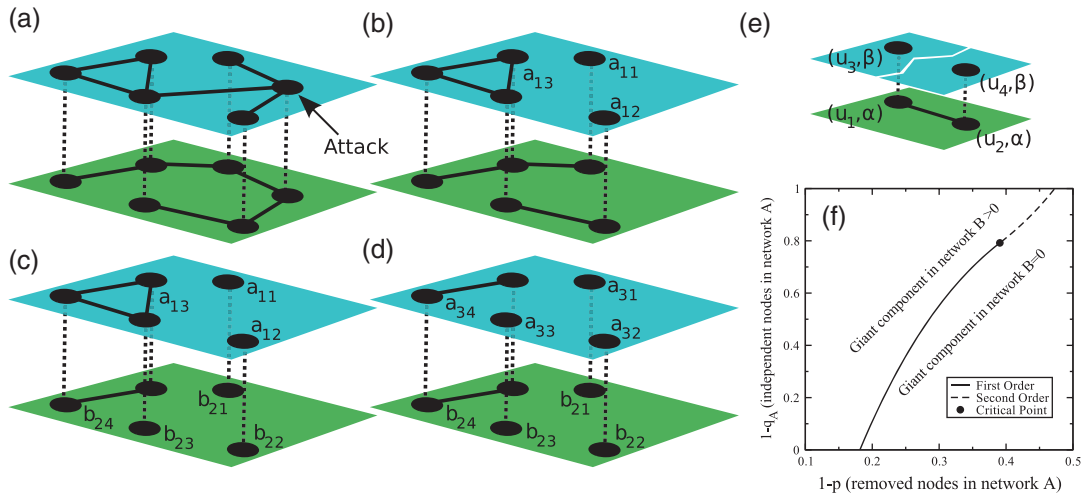 (a)
Attack
(b)
a13
a11
a12
(c)
a13
a11
a12
b24
b23
b21
b22
(d)
a34
a33
a31
a32
b24
b23
b21
b22
(e)
(u3,β)
(u4,β)
(u1,α)
(u2,α)
(f)
1-qA (independent nodes in network A)
1
0.8
0.6
0.4
0.2
0
Giant component in network B >0
Giant component in network B=0
First Order
Second Order
Critical Point
0.1 0.2 0.3 0.4 0.5
1-p (removed nodes in network A)